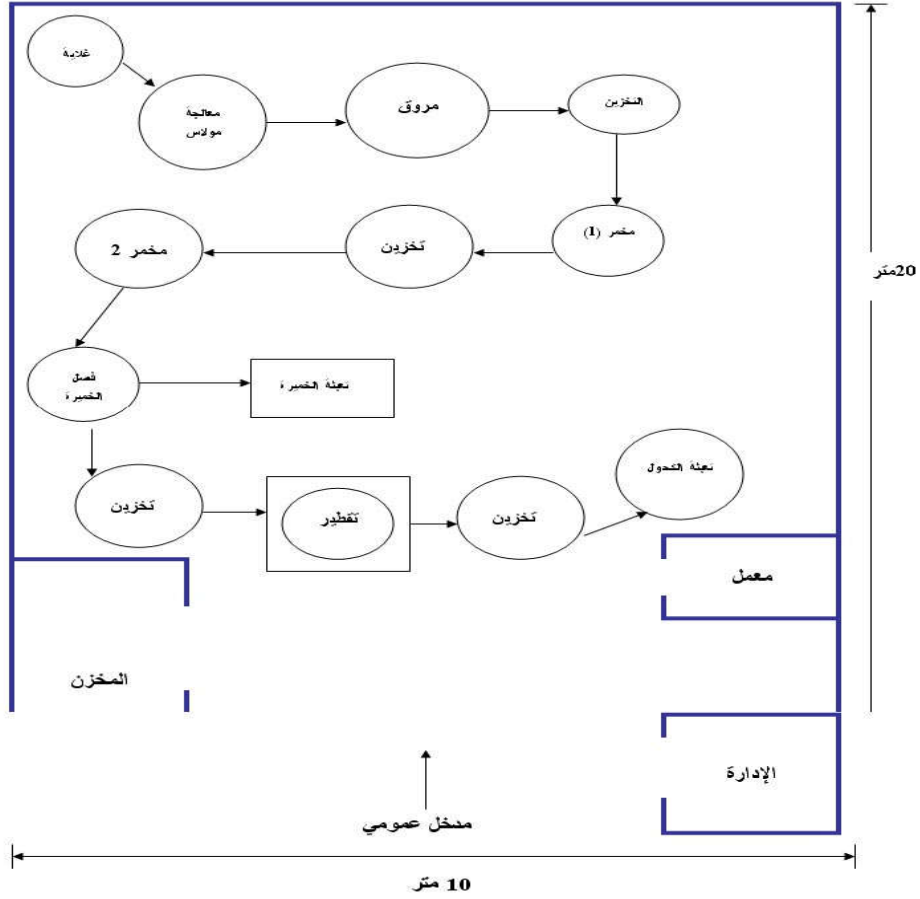 غلاية
معالجة
مولاس
مروق
التخزين
مخمر (1)
تخزين
مخمر 2
فصل
الخميرة
تعبئة الخميرة
تخزين
تقطير
تخزين
تعبئة الكحول
معمل
المخزن
الإدارة
مدخل عمومي
20متر
10 متر